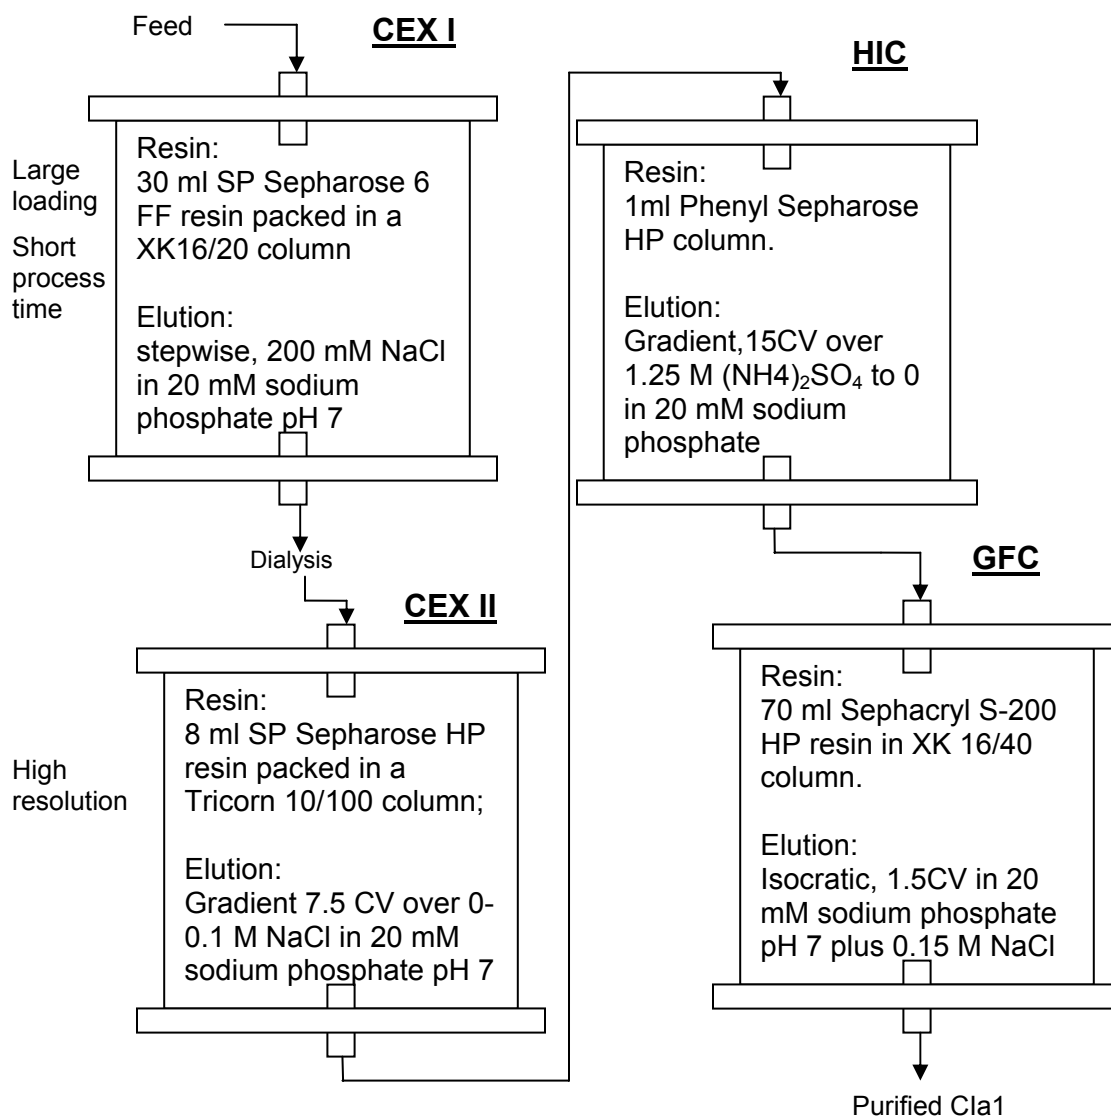 Feed
CEX I
Large
loading
Short
process
time
Resin:
30 ml SP Sepharose 6
FF resin packed in a
XK16/20 column
Elution:
stepwise, 200 mM NaCl
in 20 mM sodium
phosphate pH 7
Dialysis
CEX II
High
resolution
Resin:
8 ml SP Sepharose HP
resin packed in a
Tricorn 10/100 column;
Elution:
Gradient 7.5 CV over 0-
0.1 M NaCl in 20 mM
sodium phosphate pH 7
HIC
Resin:
1ml Phenyl Sepharose
HP column.
Elution:
Gradient,15CV over
1.25 M (NH4)₂SO₄ to 0
in 20 mM sodium
phosphate
GFC
Resin:
70 ml Sephacryl S-200
HP resin in XK 16/40
column.
Elution:
Isocratic, 1.5CV in 20
mM sodium phosphate
pH 7 plus 0.15 M NaCl
Purified Cla1